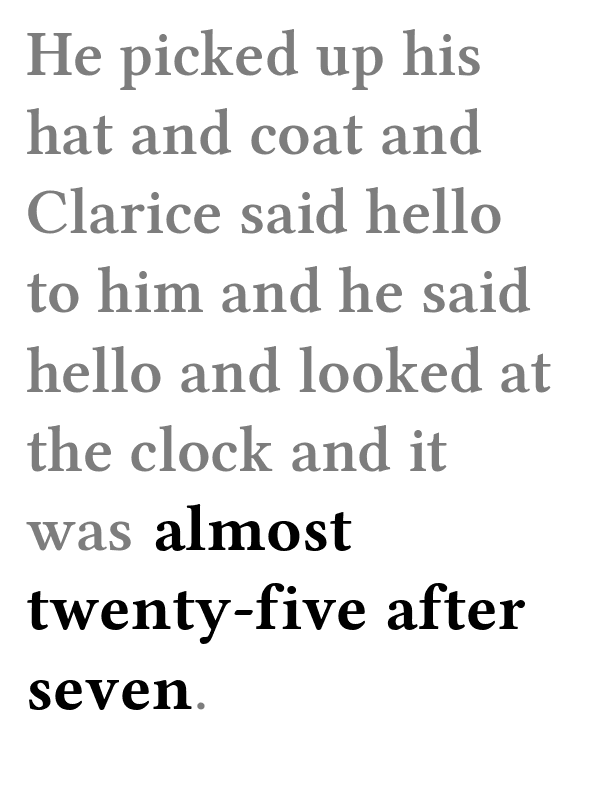 He picked up his
hat and coat and
Clarice said hello
to him and he said
hello and looked at
the clock and it
was almost
twenty-five after
seven.